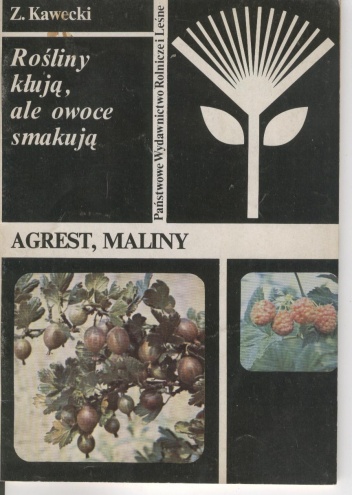 Z. Kawecki
Rośliny
kłują,
ale owoce
smakują
Państwowe Wydawnictwo Rolnicze i Leśne
AGREST, MALINY